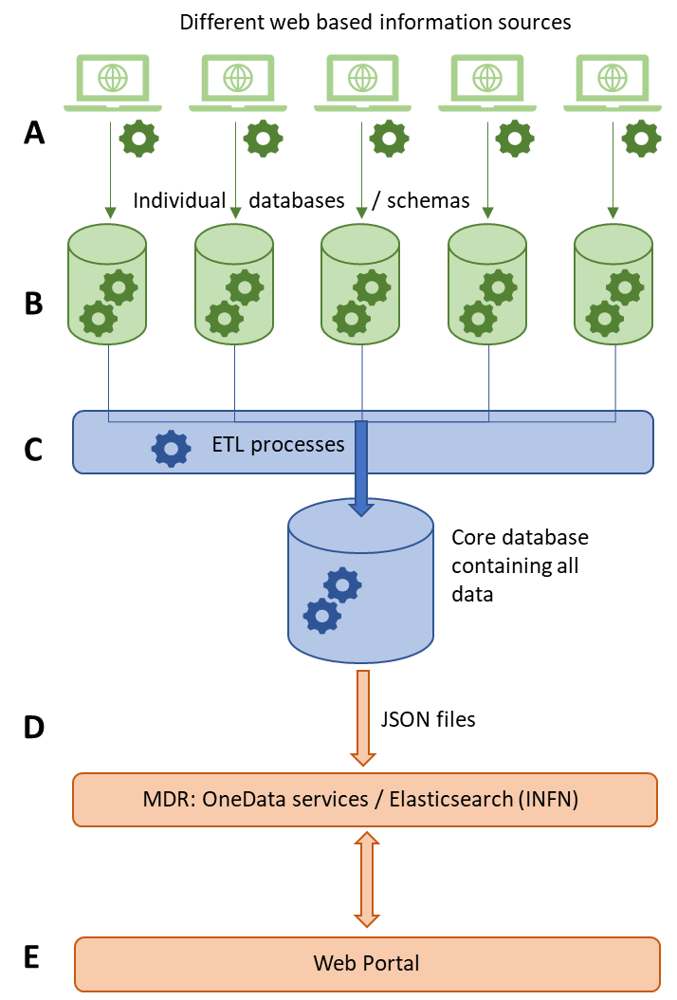 Different web based information sources
A
Individual databases / schemas
B
C
ETL processes
Core database
containing all
data
D
JSON files
MDR: OneData services / Elasticsearch (INFN)
E
Web Portal